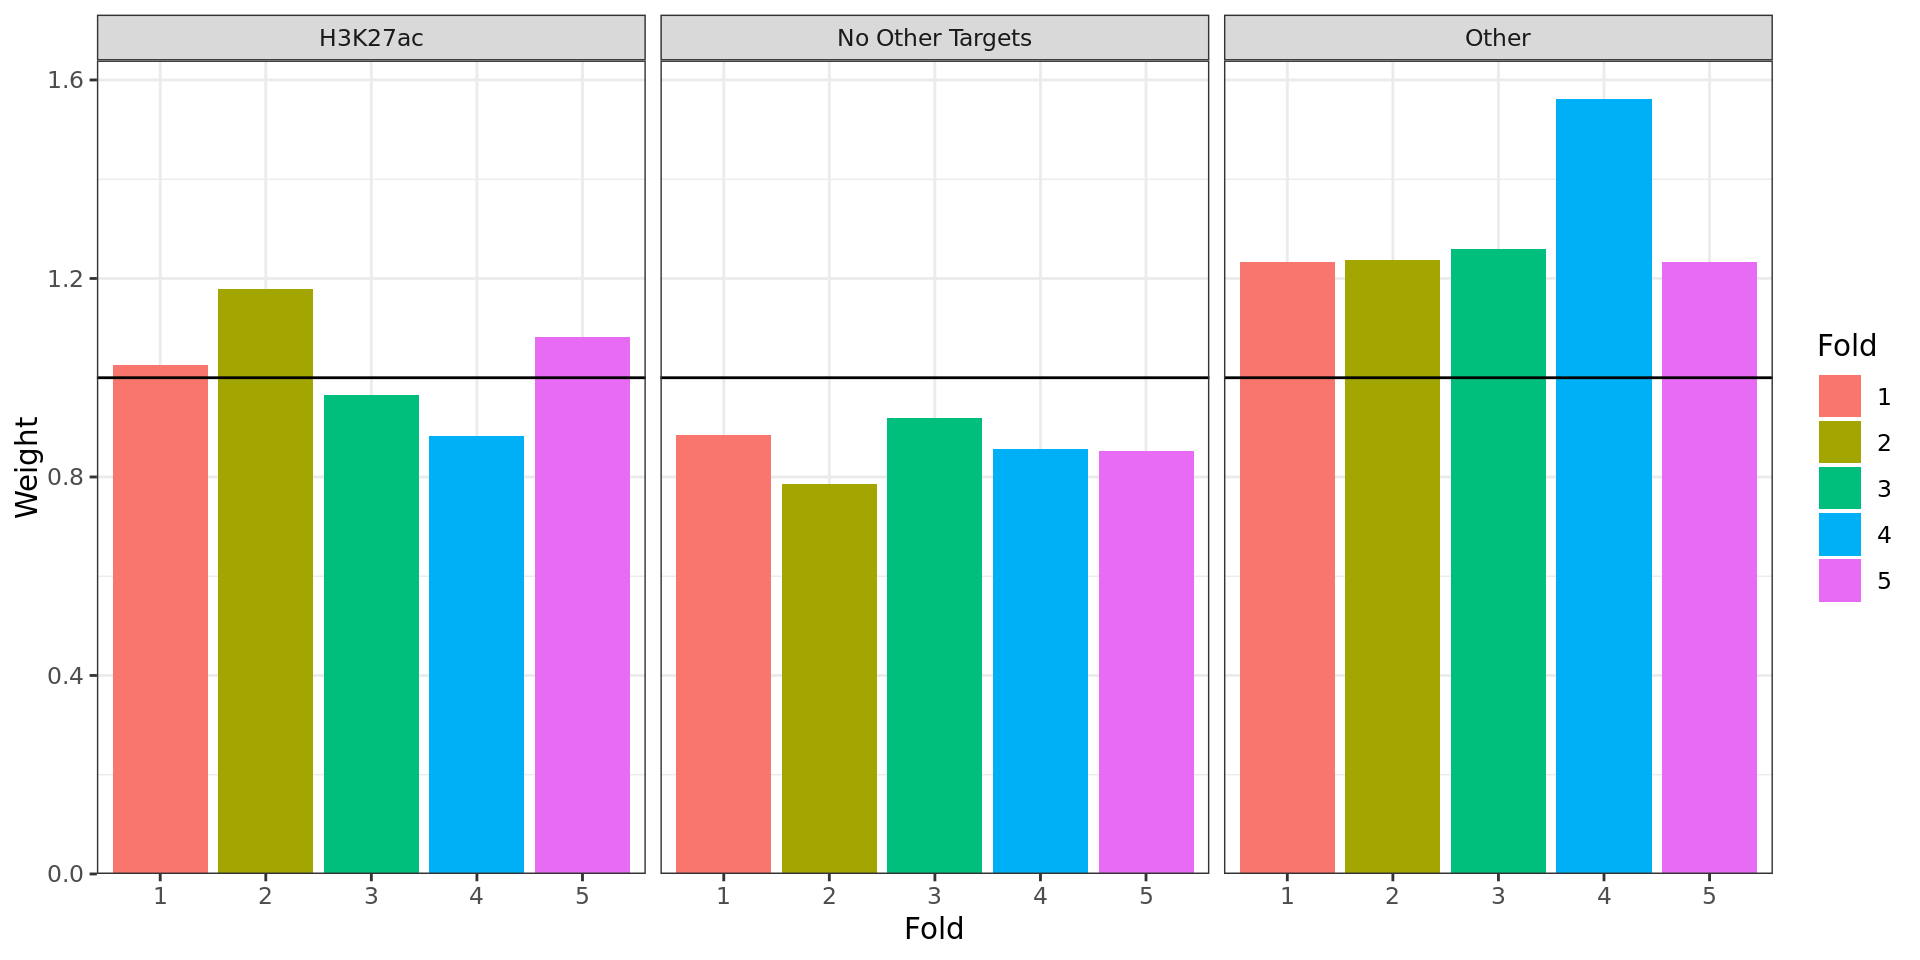 H3K27ac
No Other Targets
Other
Weight
1.6
1.2
0.8
0.4
0.0
1 2 3 4 5
1 2 3 4 5
1 2 3 4 5
Fold
Fold
1
2
3
4
5